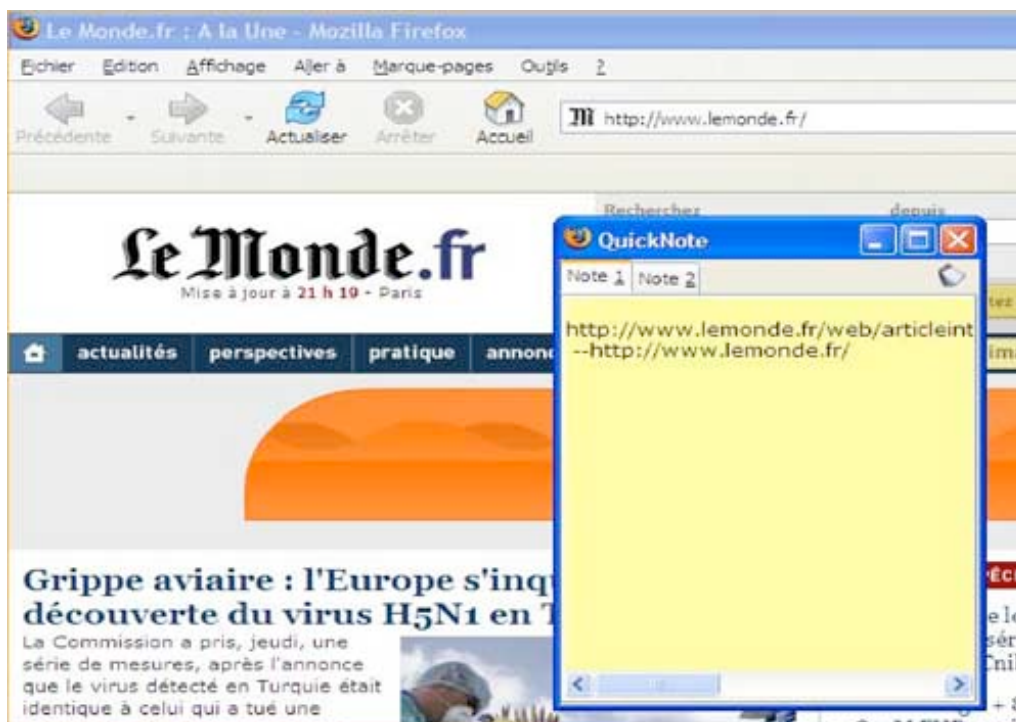 Le Monde.fr : A la Une - Mozilla Firefox
Fichier Edition Affichage Aller à Marque-pages Outils ?
Précédente Suivante Actualiser Arrêter Accueil
http://www.lemonde.fr/
Recherchez depuis
Le Monde.fr
Mise à jour à 21 h 19 - Paris
actualités perspectives pratique
QuickNote
Note 1 Note 2
http://www.lemonde.fr/web/articleint
--http://www.lemonde.fr/
Grippe aviaire : l'Europe s'inq
découverte du virus H5N1 en T
La Commission a pris, jeudi, une
série de mesures, après l'annonce
que le virus détecté en Turquie était
identique à celui qui a tué une